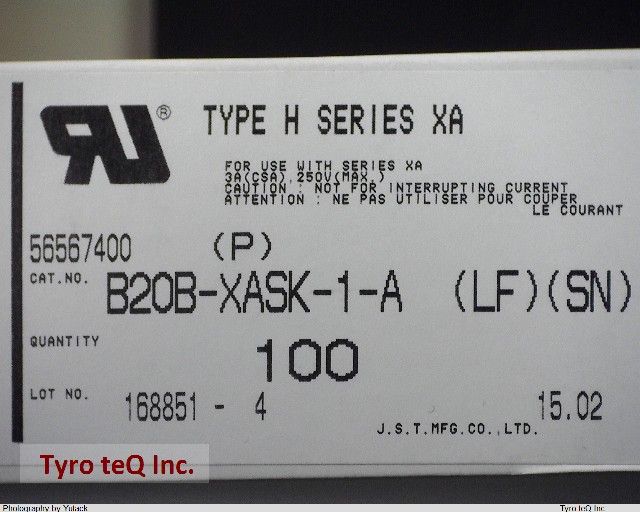 RU®
TYPE H SERIES XA
FOR USE WITH SERIES XA
3A(CSA),250V(MAX.)
CAUTION : NOT FOR INTERRUPTING CURRENT
ATTENTION : NE PAS UTILISER POUR COUPER
LE COURANT
56567400 (P)
CAT.NO. B20B-XASK-1-A (LF)(SN)
QUANTITY 100
LOT NO. 168851 - 4 15.02
J.S.T.MFG.CO.,LTD.
Tyro teQ Inc.
Photography by Yutack Tyro teQ Inc